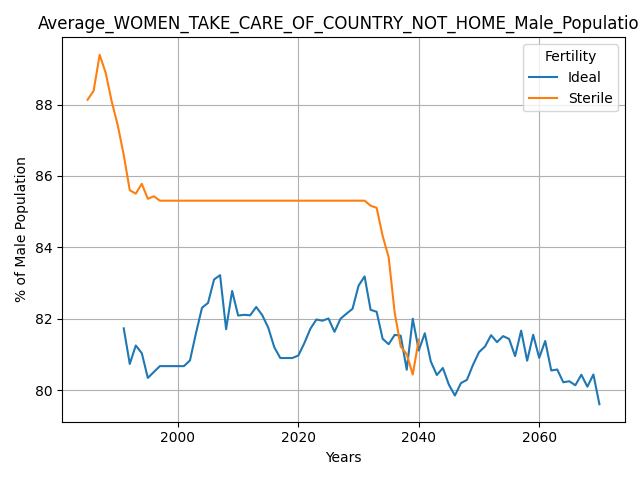 Average_WOMEN_TAKE_CARE_OF_COUNTRY_NOT_HOME_Male_Populatio
Fertility
Ideal
Sterile
% of Male Population
88
86
84
82
80
2000
2020
2040
2060
Years